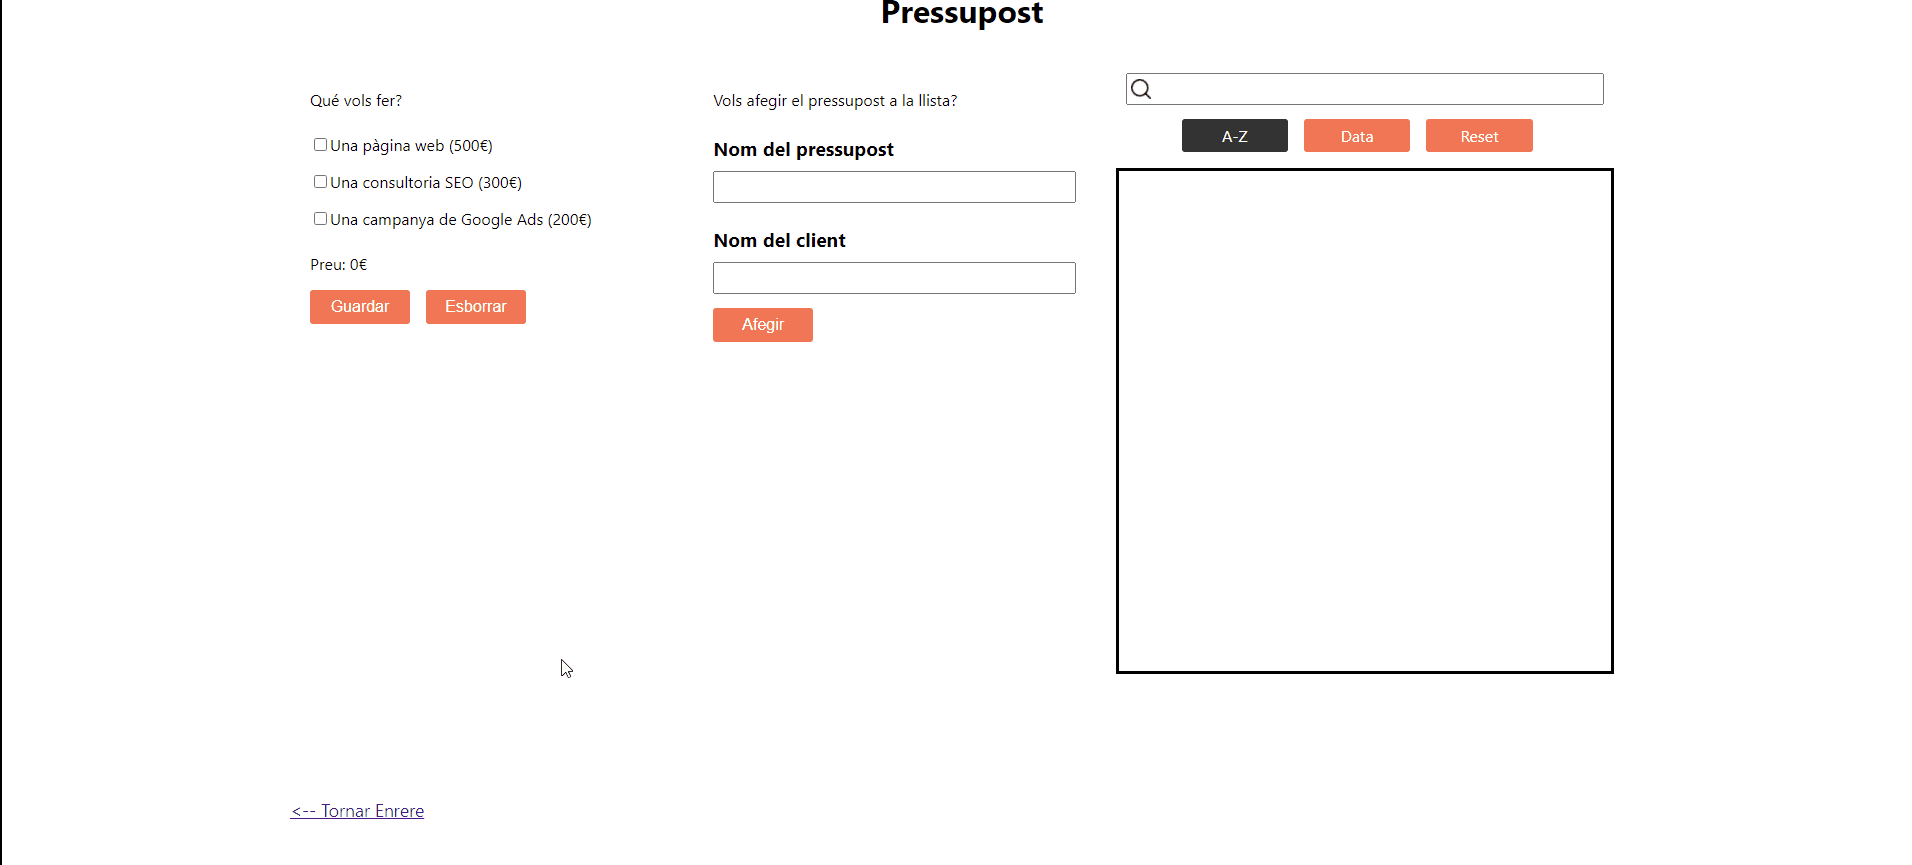 Pressupost
Qué vols fer?
Una pàgina web (500€)
Una consultoria SEO (300€)
Una campanya de Google Ads (200€)
Preu: 0€
Guardar Esborrar
Vols afegir el pressupost a la llista?
Nom del pressupost
Nom del client
Afegir
A-Z Data Reset
<-- Tornar Enrere